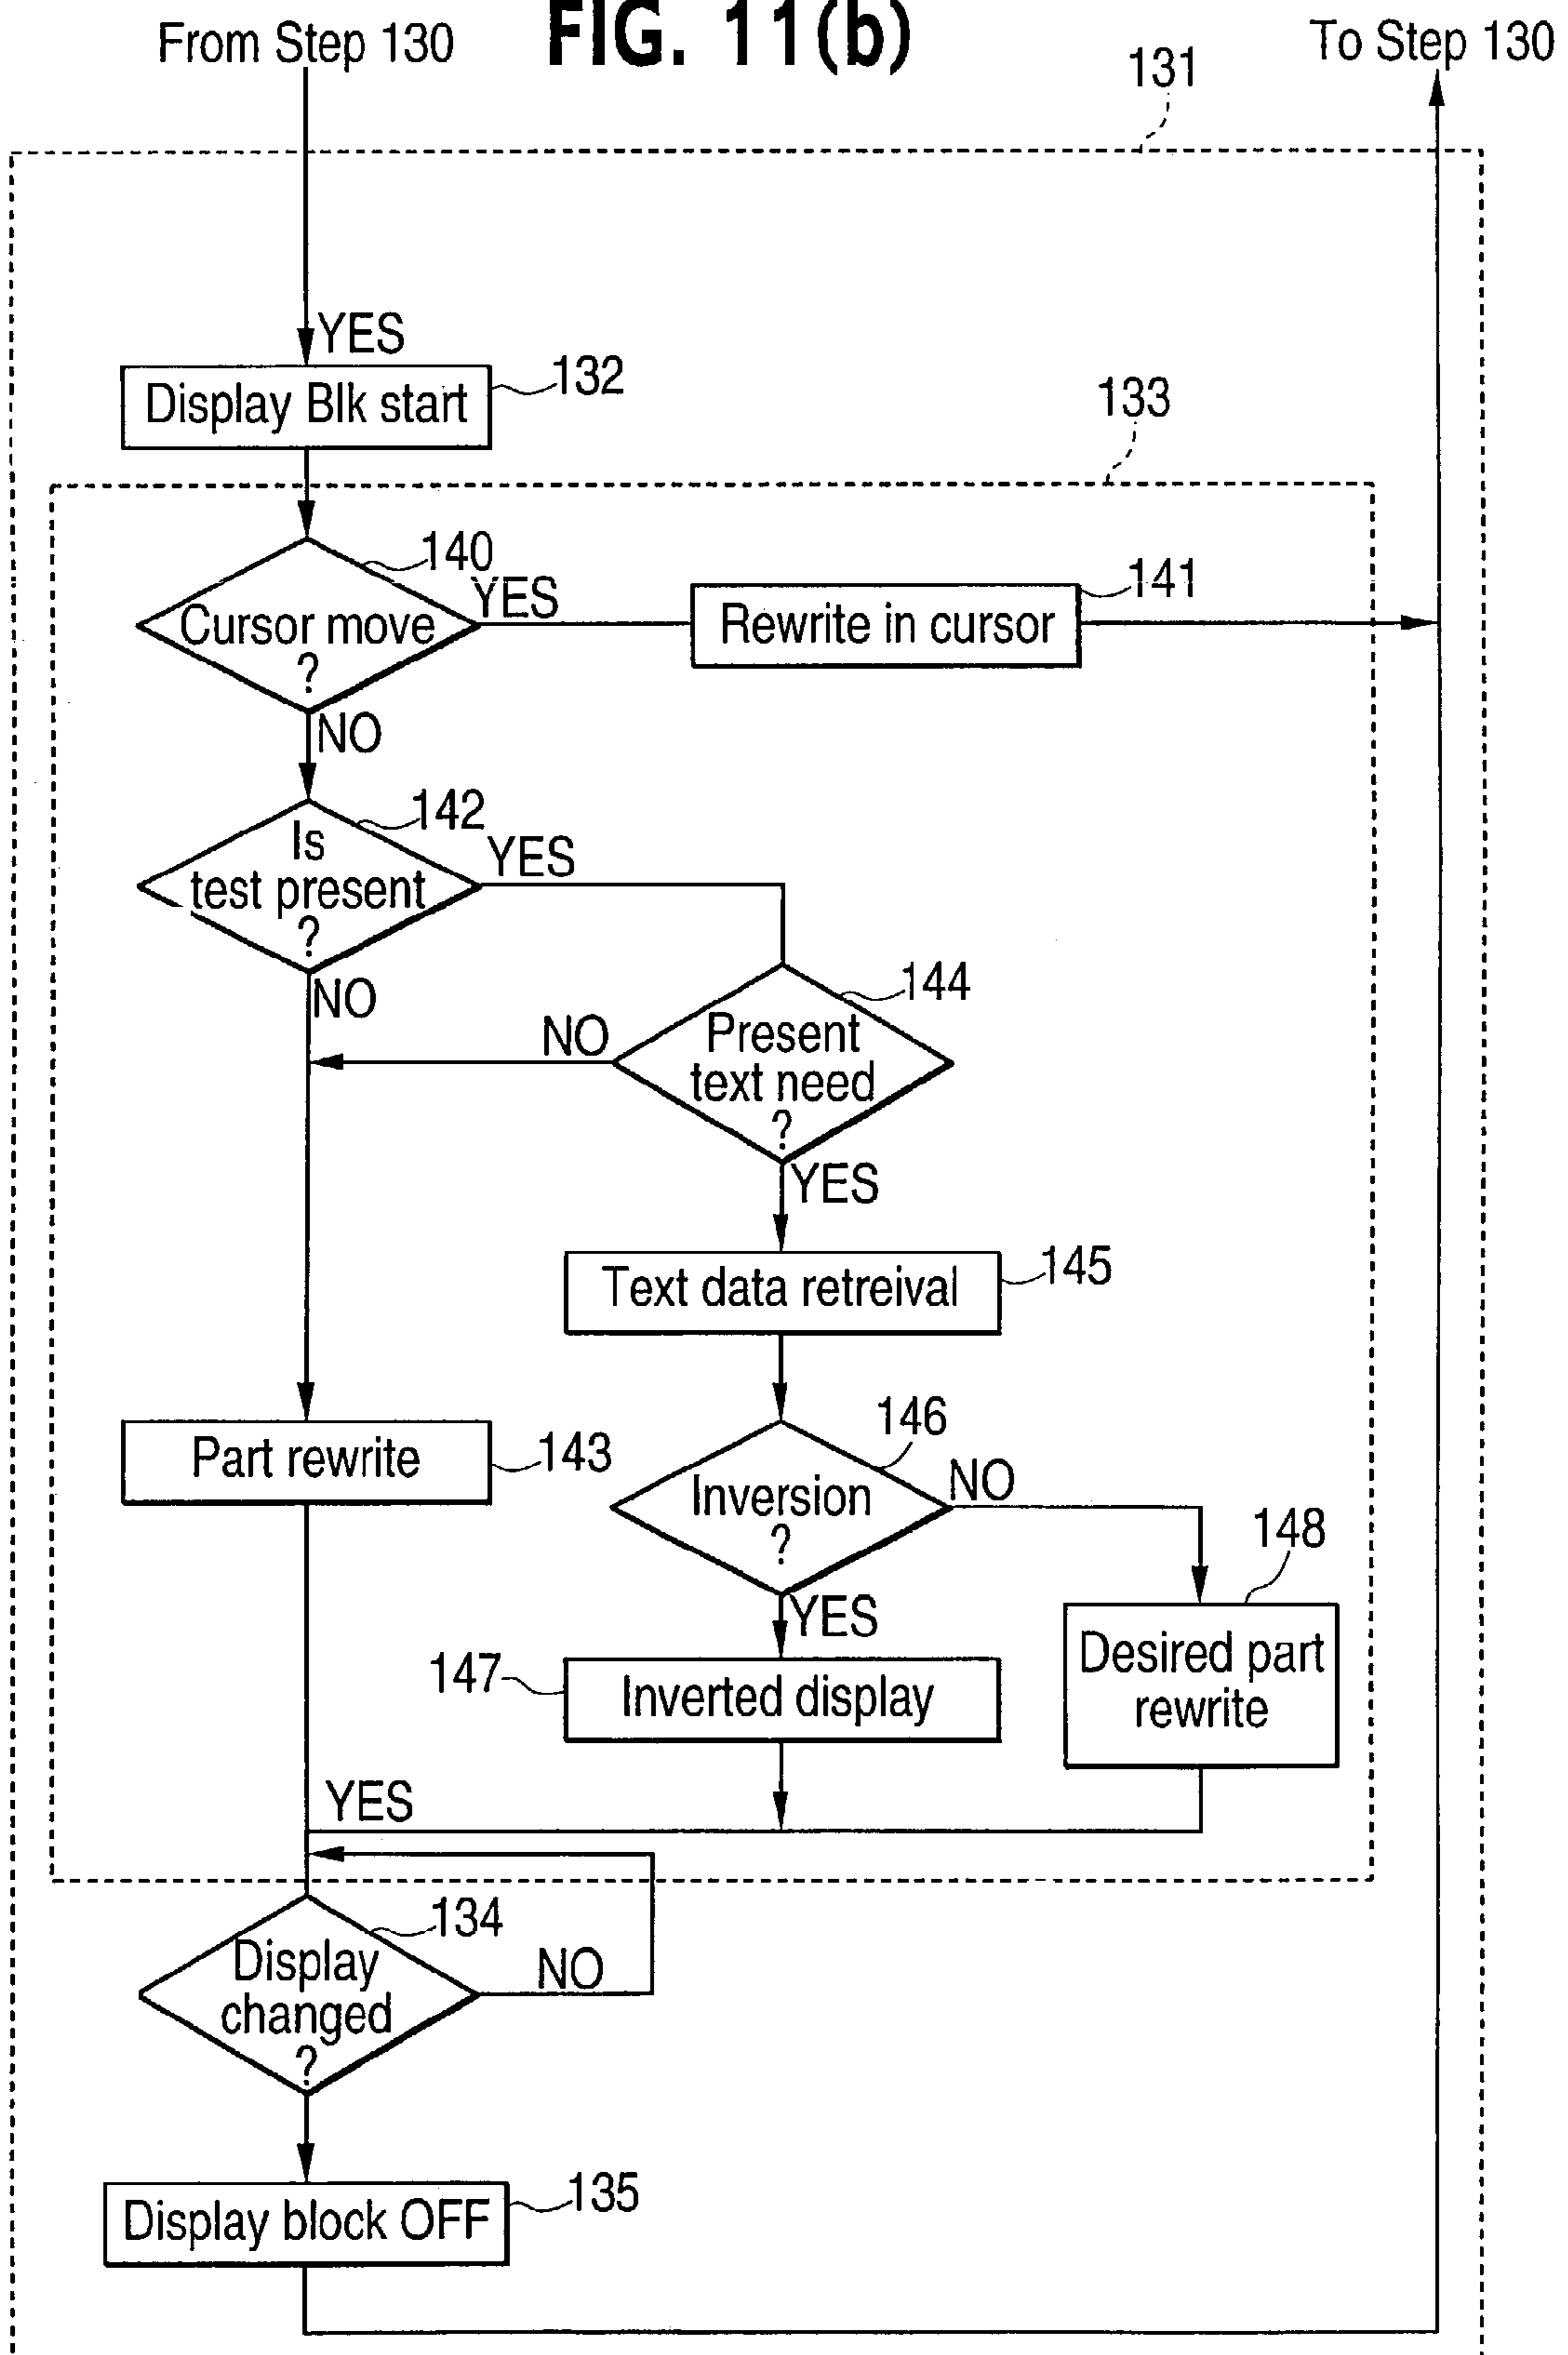 FIG. 11(b)
From Step 130
To Step 130
131
YES
Display Blk start
132
133
140
Cursor move
?
YES
Rewrite in cursor
141
NO
142
Is
test present
?
YES
NO
144
Present
text need
?
NO
YES
Text data retreival
145
Part rewrite
143
146
Inversion
?
NO
148
YES
Desired part
rewrite
147
Inverted display
YES
134
Display
changed
?
NO
Display block OFF
135